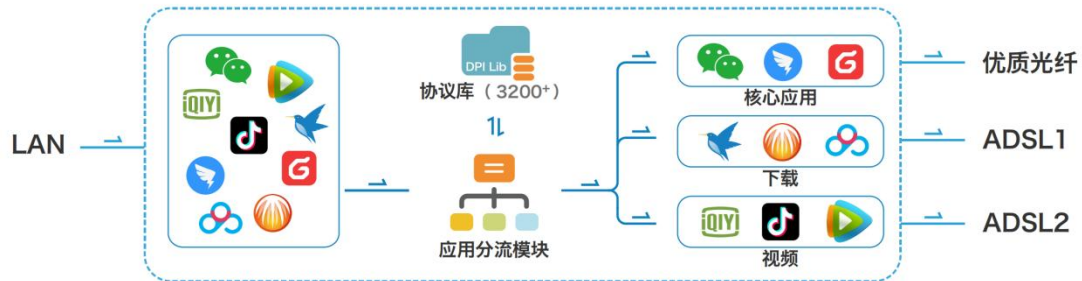 LAN
iQIYI
DPI Lib
协议库（3200⁺）
应用分流模块
核心应用
下载
iQIYI
视频
优质光纤
ADSL1
ADSL2